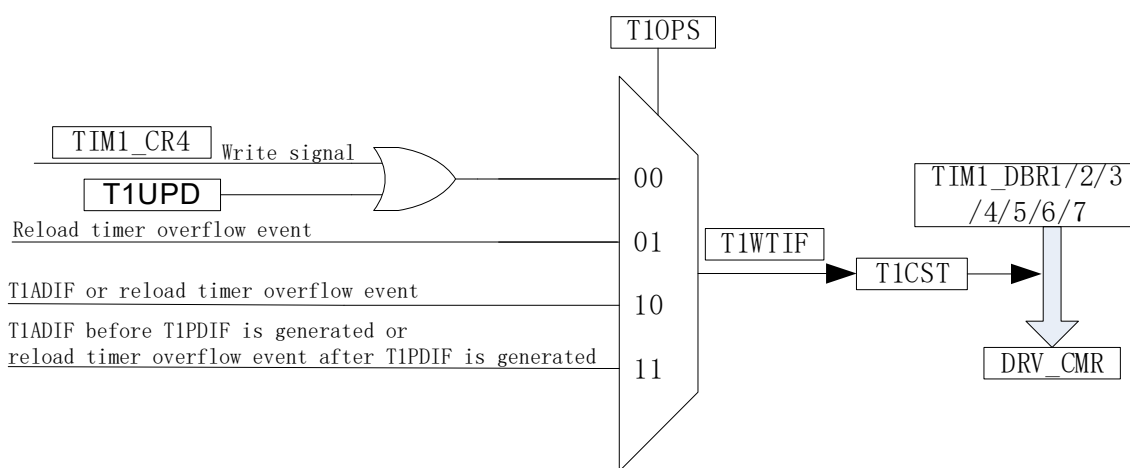 T1OPS
TIM1_CR4
Write signal
T1UPD
00
TIM1_DBR1/2/3
/4/5/6/7
Reload timer overflow event
01
T1WTIF
T1CST
T1ADIF or reload timer overflow event
10
T1ADIF before T1PDIF is generated or
reload timer overflow event after T1PDIF is generated
11
DRV_CMR